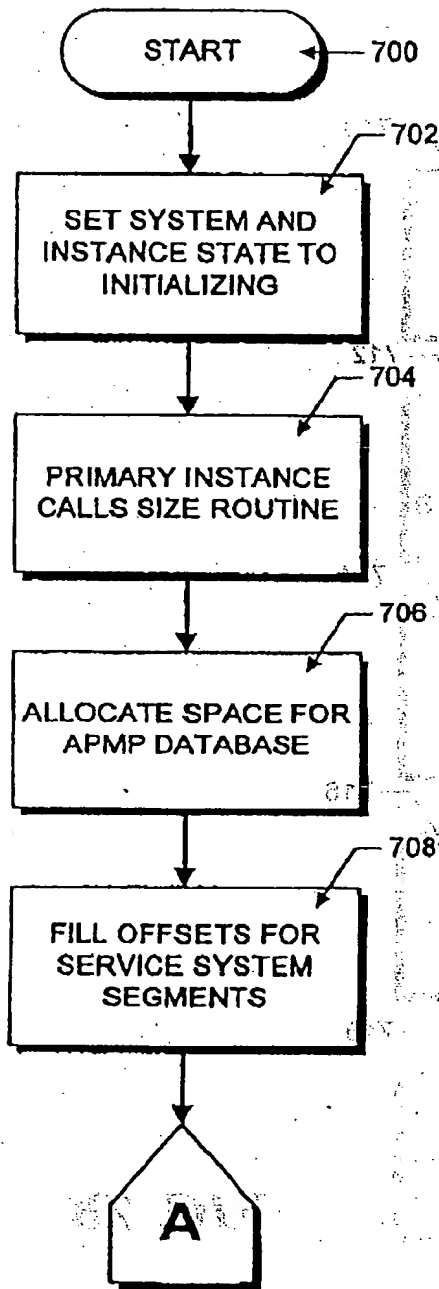 START
700
702
SET SYSTEM AND
INSTANCE STATE TO
INITIALIZING
704
PRIMARY INSTANCE
CALLS SIZE ROUTINE
706
ALLOCATE SPACE FOR
APMP DATABASE
708
FILL OFFSETS FOR
SERVICE SYSTEM
SEGMENTS
A